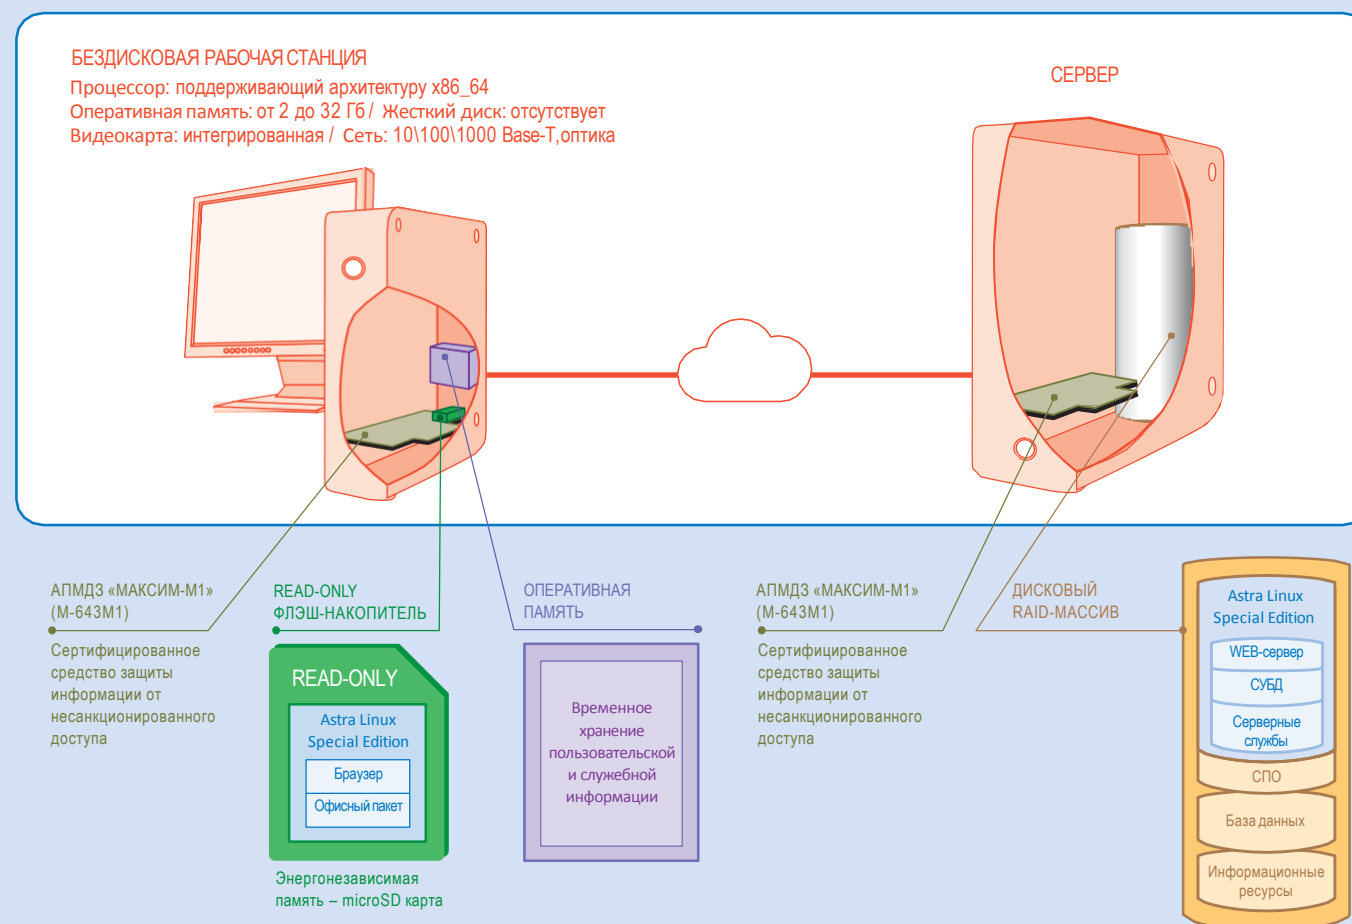 БЕЗДИСКОВАЯ РАБОЧАЯ СТАНЦИЯ
Процессор: поддерживающий архитектуру x86_64
Оперативная память: от 2 до 32 Гб / Жесткий диск: отсутствует
Видеокарта: интегрированная / Сеть: 10\100\1000 Base-T,оптика
СЕРВЕР
АПМДЗ «МАКСИМ-М1»
(М-643М1)
Сертифицированное
средство защиты
информации от
несанкционированного
доступа
READ-ONLY
ФЛЭШ-НАКОПИТЕЛЬ
READ-ONLY
Astra Linux
Special Edition
Браузер
Офисный пакет
Энергонезависимая
память – microSD карта
ОПЕРАТИВНАЯ
ПАМЯТЬ
Временное
хранение
пользовательской
и служебной
информации
АПМДЗ «МАКСИМ-М1»
(М-643М1)
Сертифицированное
средство защиты
информации от
несанкционированного
доступа
ДИСКОВЫЙ
RAID-МАССИВ
Astra Linux
Special Edition
WEB-сервер
СУБД
Серверные
службы
СПО
База данных
Информационные
ресурсы